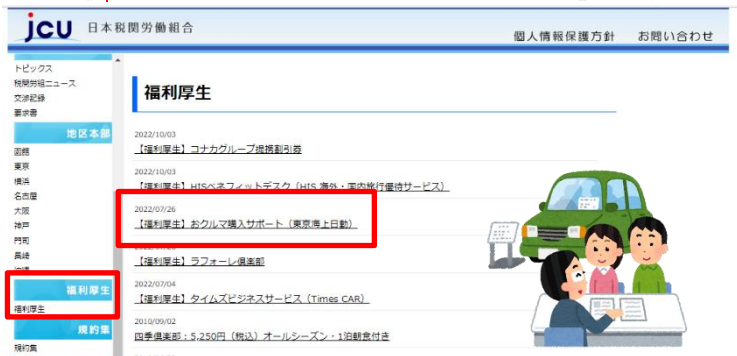 jcu 日本税関労働組合
個人情報保護方針 お問い合わせ
トピックス
税関労組ニュース
交渉記録
要求書
地区本部
函館
東京
横浜
名古屋
大阪
神戸
門司
長崎
福利厚生
福利厚生
規約集
規約集
福利厚生
2022/10/03
【福利厚生】コナカグループ提携割引券
2022/10/03
【福利厚生】HISベネフィットデスク（HIS 海外・国内旅行優待サービス）
2022/07/26
【福利厚生】おクルマ購入サポート（東京海上日動）
【福利厚生】ラフォーレ倶楽部
2022/07/04
【福利厚生】タイムズビジネスサービス（Times CAR）
2010/09/02
四季倶楽部：5,250円（税込）オールシーズン・1泊朝食付き